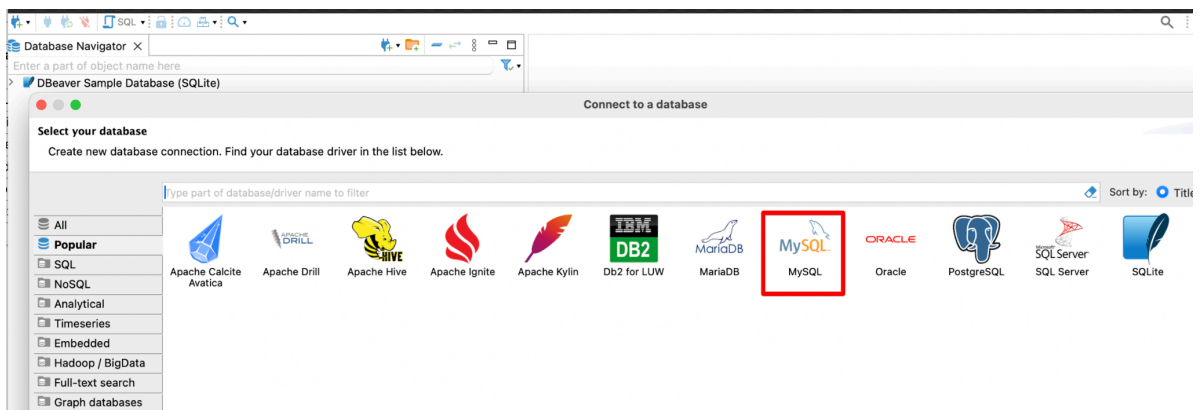 SQL
Database Navigator
Enter a part of object name here
DBeaver Sample Database (SQLite)
Connect to a database
Select your database
Create new database connection. Find your database driver in the list below.
Type part of database/driver name to filter
Sort by:
Title
All
Popular
SQL
NoSQL
Analytical
Timeseries
Embedded
Hadoop / BigData
Full-text search
Graph databases
APACHE
DRILL
HIVE
IBM
DB2
MariaDB
MySQL
ORACLE
PostgreSQL
Microsoft
SQL Server
Apache Calcite
Avatica
Apache Drill
Apache Hive
Apache Ignite
Apache Kylin
Db2 for LUW
MariaDB
MySQL
Oracle
PostgreSQL
SQL Server
SQLite